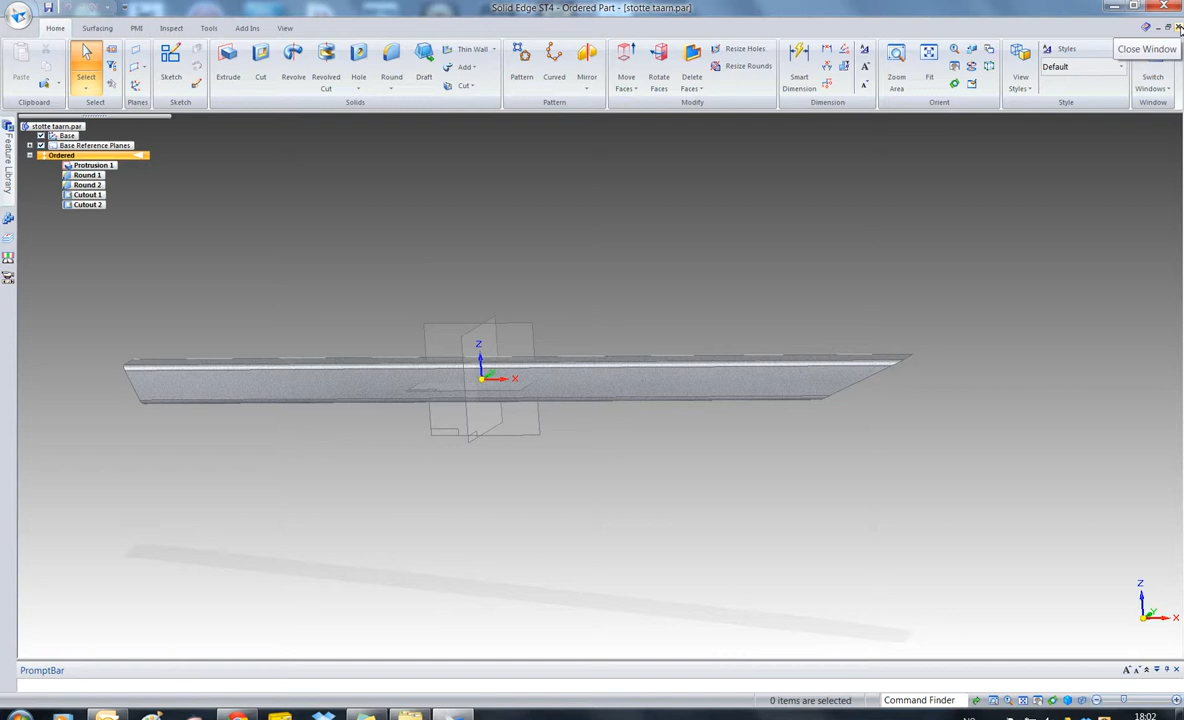 Solid Edge ST4 - Ordered Part - [stotte taarn.par]
Home Surfacing PMI Inspect Tools Add Ins View
Close Window
Paste
Clipboard
Select
Select
Planes
Sketch
Sketch
Extrude Cut Revolve Revolved Cut Hole Round Draft
Thin Wall
Add
Cut
Solids
Pattern Curved Mirror
Pattern
Move Faces Rotate Faces Delete Faces
Resize Holes
Resize Rounds
Modify
Smart Dimension
Dimension
Zoom Area Fit
Orient
View Styles
Styles
Default
Style
Switch Windows
Window
Feature Library
stotte taarn.par
Base
Base Reference Planes
Ordered
Protrusion 1
Round 1
Round 2
Cutout 1
Cutout 2
Z
X
Z
Y
X
PromptBar
0 items are selected
Command Finder
NO
18:02